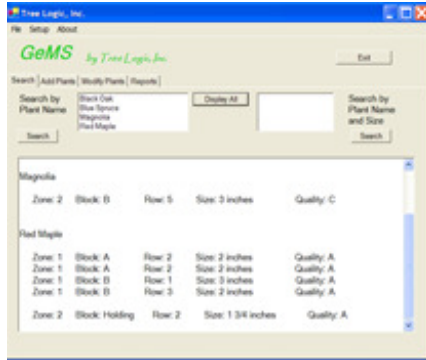 Tree Logic, Inc.
File Setup About
GeMS by Tree Logic, Inc.
Exit
Search Add Plants Modify Plants Reports
Search by Plant Name
Black Oak
Blue Spruce
Magnolia
Red Maple
Display All
Search by Plant Name and Size
Search
Search
Magnolia
Zone: 2 Block: B Row: 5 Size: 3 inches Quality: C
Red Maple
Zone: 1 Block: A Row: 2 Size: 2 inches Quality: A
Zone: 1 Block: A Row: 2 Size: 2 inches Quality: A
Zone: 1 Block: B Row: 1 Size: 3 inches Quality: A
Zone: 1 Block: B Row: 3 Size: 2 inches Quality: A
Zone: 2 Block: Holding Row: 2 Size: 1 3/4 inches Quality: A